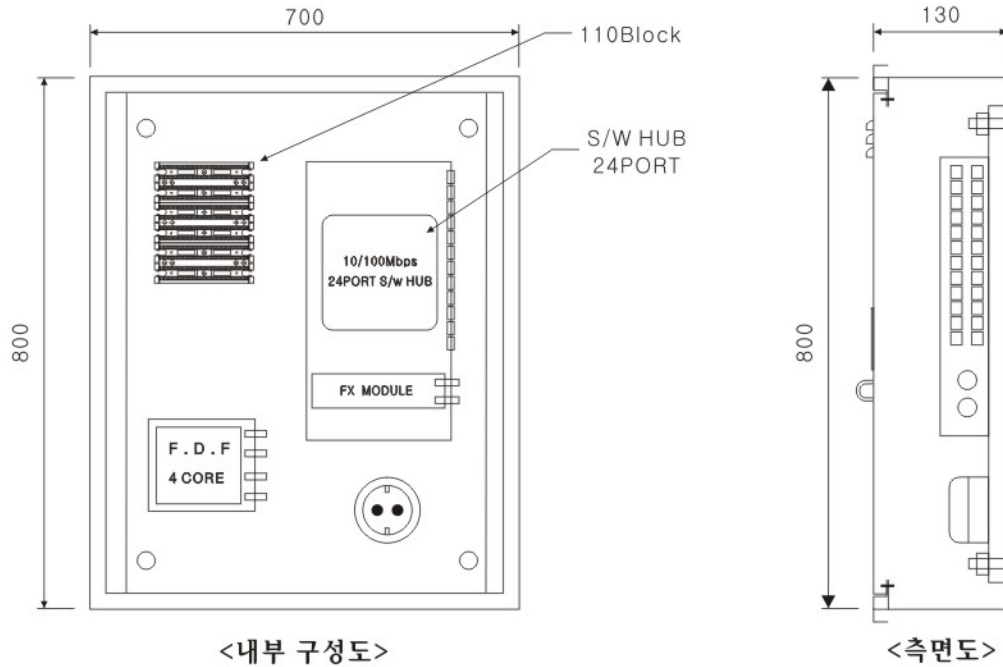 700
130
110Block
S/W HUB
24PORT
10/100Mbps
24PORT S/w HUB
800
800
FX MODULE
F.D.F
4 CORE
<내부 구성도>
<측면도>